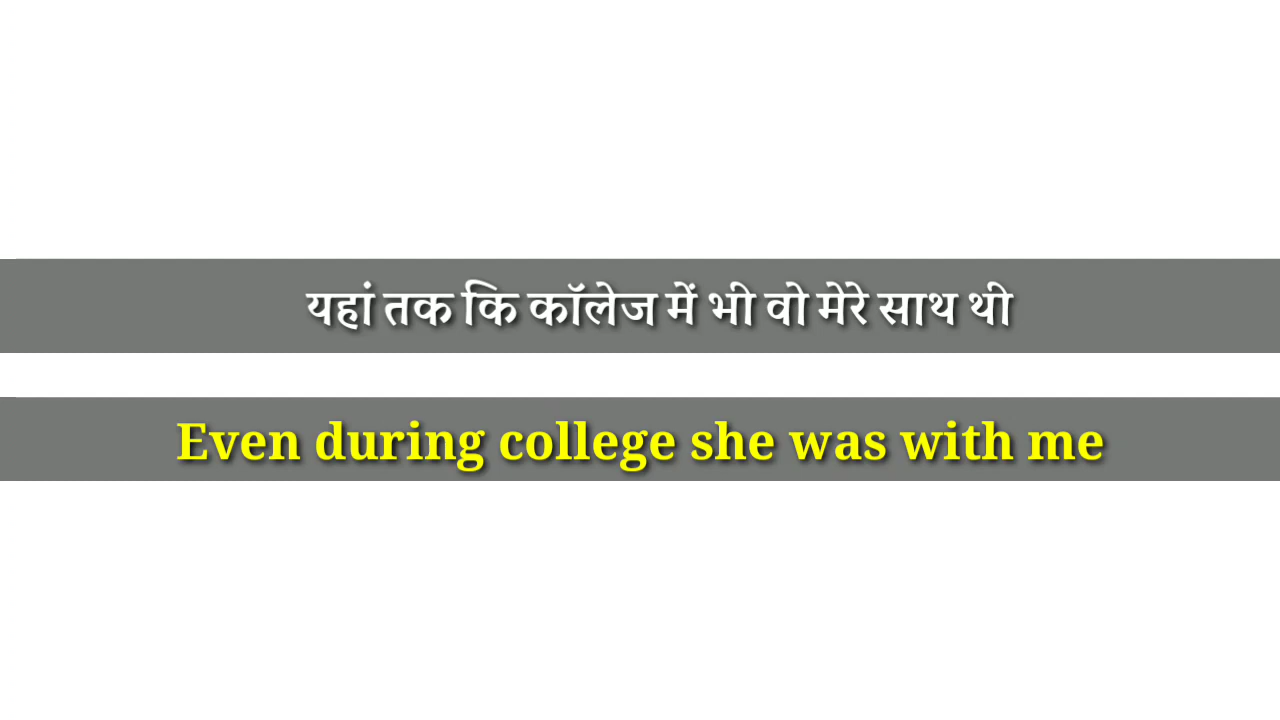 यहां तक कि कॉलेज में भी वो मेरे साथ थी
Even during college she was with me